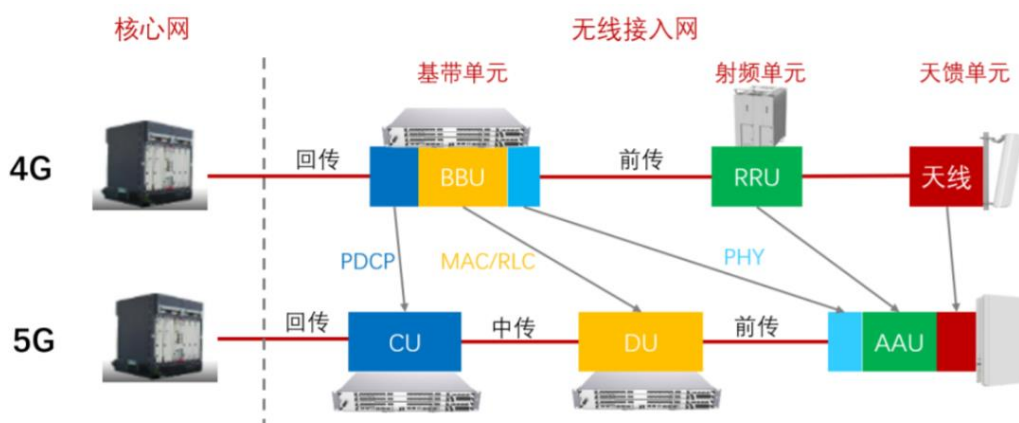 核心网
无线接入网
基带单元
射频单元
天馈单元
4G
回传
BBU
前传
RRU
天线
PDCP
MAC/RLC
PHY
5G
回传
CU
中传
DU
前传
AAU